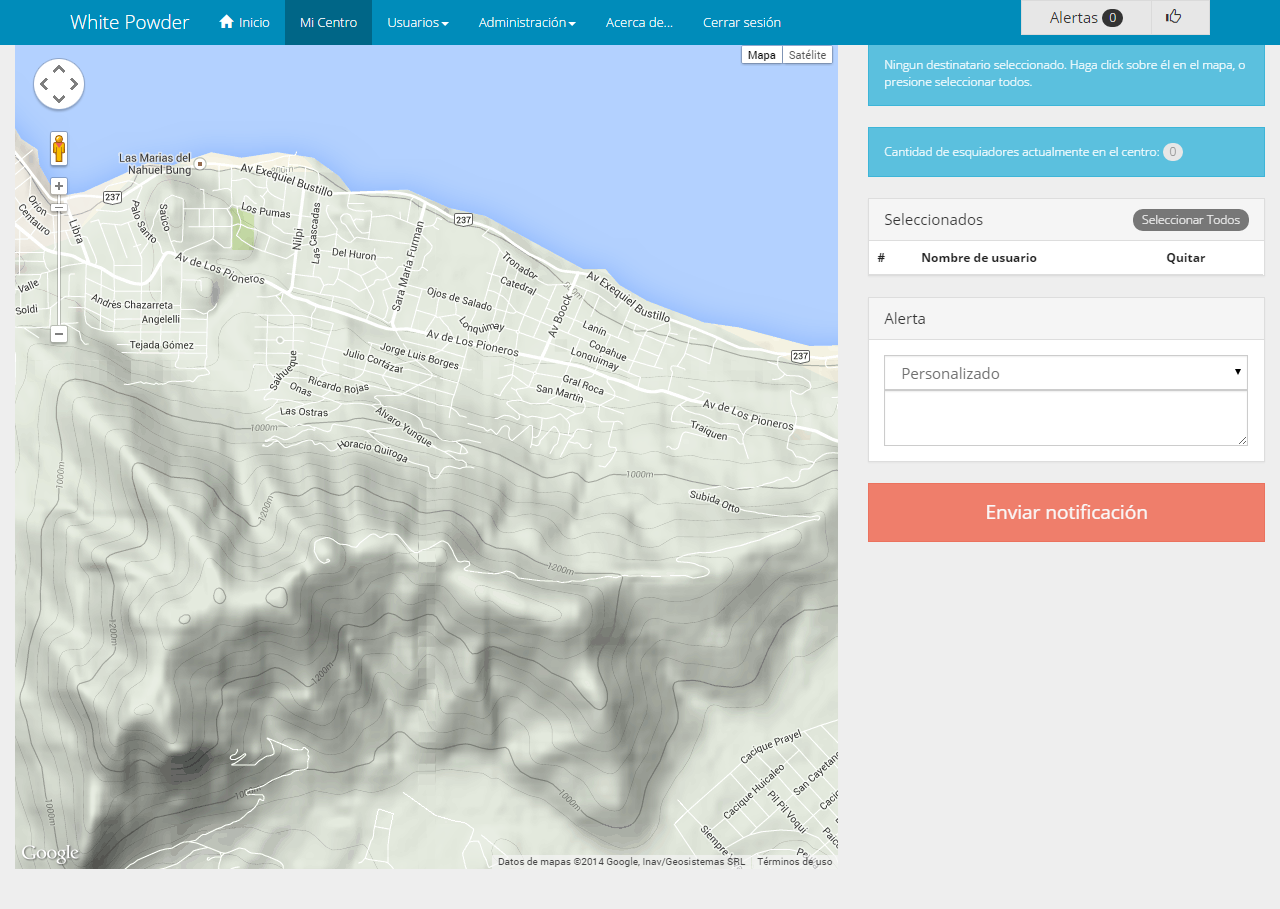 White Powder
Inicio
Mi Centro
Usuarios
Administración
Acerca de...
Cerrar sesión
Alertas 0
Mapa
Satélite
Las Marias del
Nahuel Bung
237
Av Exequiel Bustillo
800m
Orion
Centauro
Libra
Palo Santo
Saúco
Los Pumas
Nilpi
Las Cascadas
Del Huron
Sara María Furman
237
Tronador
Catedral
Av Exequiel Bustillo
Av de Los Pioneros
Valle
Soldi
Andrés Chazarreta
Angelelli
Tejada Gómez
Ojos de Salado
Lonquimay
Av Boock
Lanín
Copahue
Lonquimay
237
Av de Los Pioneros
Jorge Luis Borges
Julio Cortázar
Saihueque
Ricardo Rojas
Onas
Las Ostras
Alvaro Yunque
Horacio Quiroga
Gral Roca
San Martín
Av de Los Pioneros
Traiquen
1000m
1000m
1000m
1200m
Subida Otto
1200m
1200m
1200m
1000m
1000m
Cacique Prayel
Cacique Huicaleo
San Cayetano
Pil Pil Voqui
Siempre
Google
Datos de mapas ©2014 Google, Inav/Geosistemas SRL
Términos de uso
Ningun destinatario seleccionado. Haga click sobre él en el mapa, o
presione seleccionar todos.
Cantidad de esquiadores actualmente en el centro: 0
Seleccionados
Seleccionar Todos
# Nombre de usuario Quitar
Alerta
Personalizado
Enviar notificación